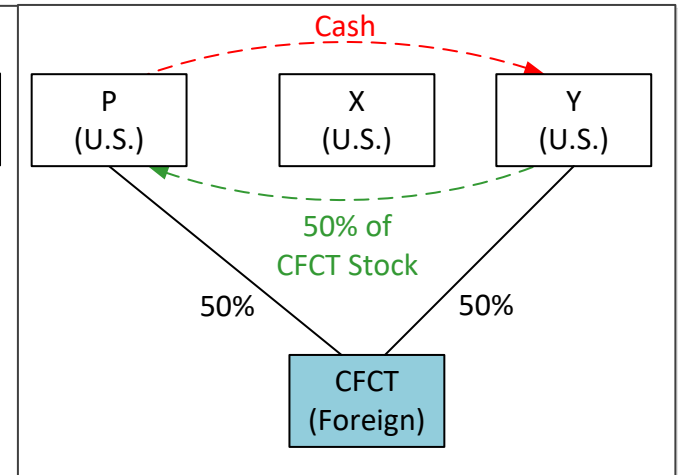 Cash
P
(U.S.)
X
(U.S.)
Y
(U.S.)
50% of
CFCT Stock
50%
50%
CFCT
(Foreign)